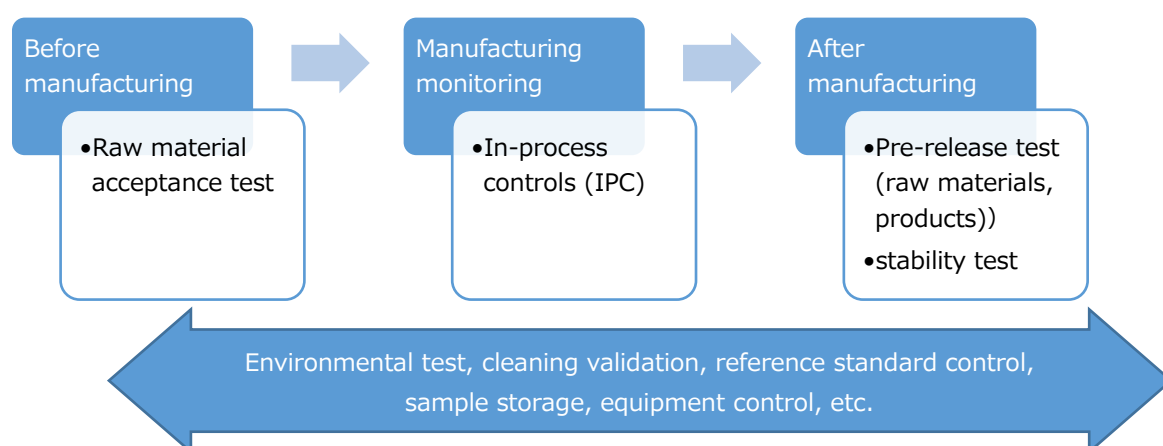 Before
manufacturing
•Raw material
acceptance test
Manufacturing
monitoring
•In-process
controls (IPC)
After
manufacturing
•Pre-release test
(raw materials,
products))
•stability test
Environmental test, cleaning validation, reference standard control,
sample storage, equipment control, etc.